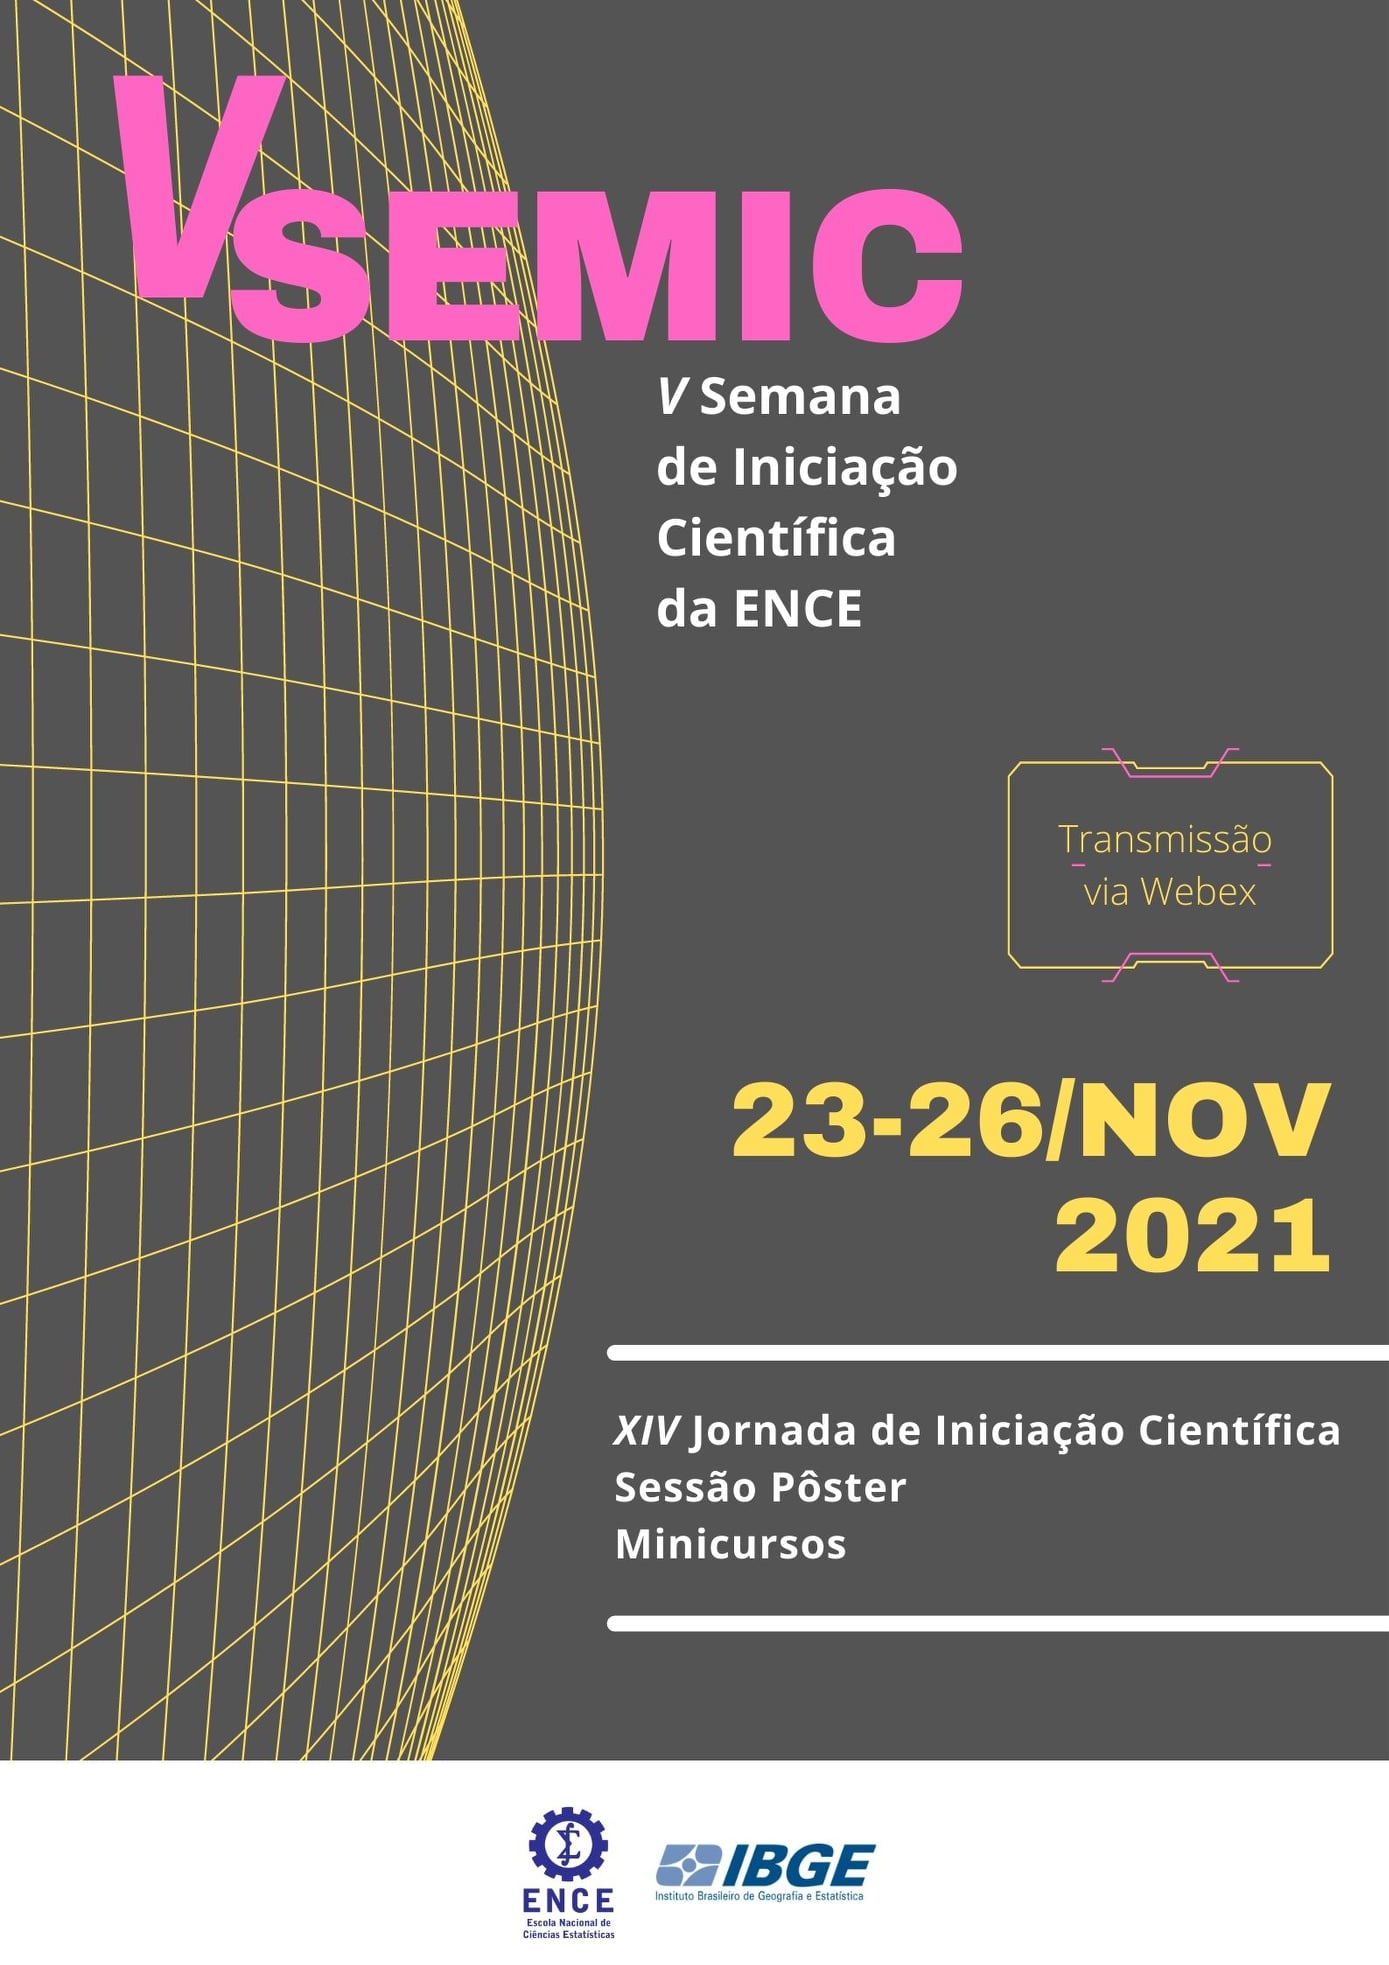 V SEMIC
V Semana
de Iniciação
Científica
da ENCE
Transmissão
via Webex
23-26/NOV
2021
XIV Jornada de Iniciação Científica
Sessão Pôster
Minicursos
ENCE
Escola Nacional de
Ciências Estatísticas
IBGE
Instituto Brasileiro de Geografia e Estatística